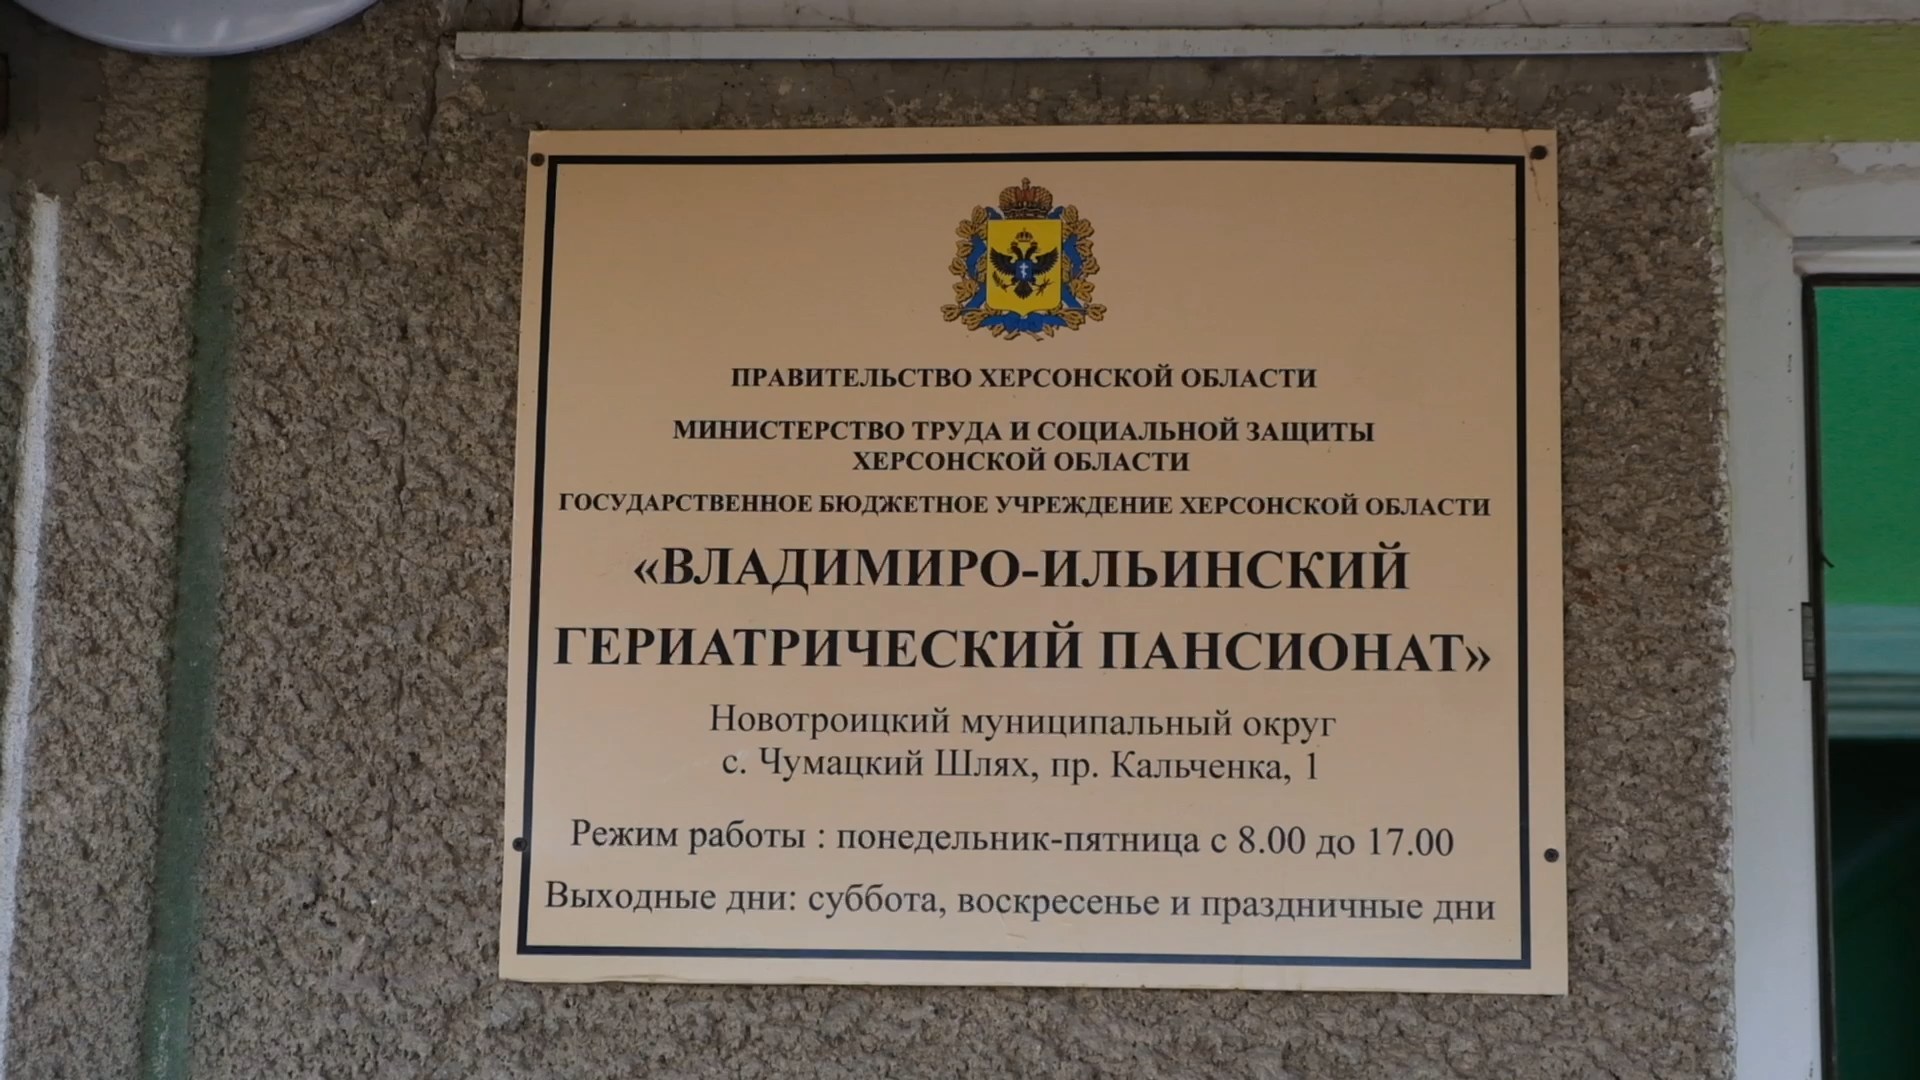 ПРАВИТЕЛЬСТВО ХЕРСОНСКОЙ ОБЛАСТИ
МИНИСТЕРСТВО ТРУДА И СОЦИАЛЬНОЙ ЗАЩИТЫ
ХЕРСОНСКОЙ ОБЛАСТИ
ГОСУДАРСТВЕННОЕ БЮДЖЕТНОЕ УЧРЕЖДЕНИЕ ХЕРСОНСКОЙ ОБЛАСТИ
«ВЛАДИМИРО-ИЛЬИНСКИЙ
ГЕРИАТРИЧЕСКИЙ ПАНСИОНАТ»
Новотроицкий муниципальный округ
с. Чумацкий Шлях, пр. Кальченка, 1
Режим работы : понедельник-пятница с 8.00 до 17.00
Выходные дни: суббота, воскресенье и праздничные дни